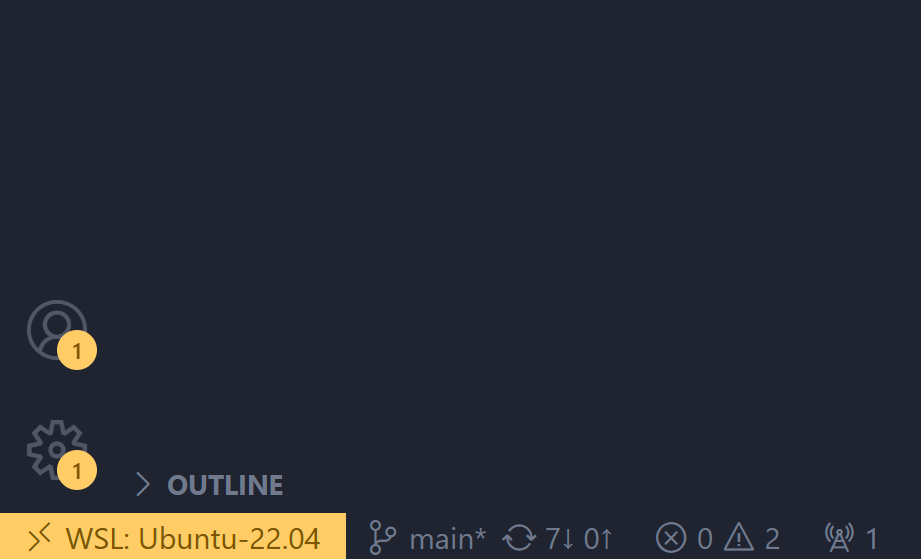 1
1
OUTLINE
WSL: Ubuntu-22.04 main* 7↓ 0↑ 0 2 1